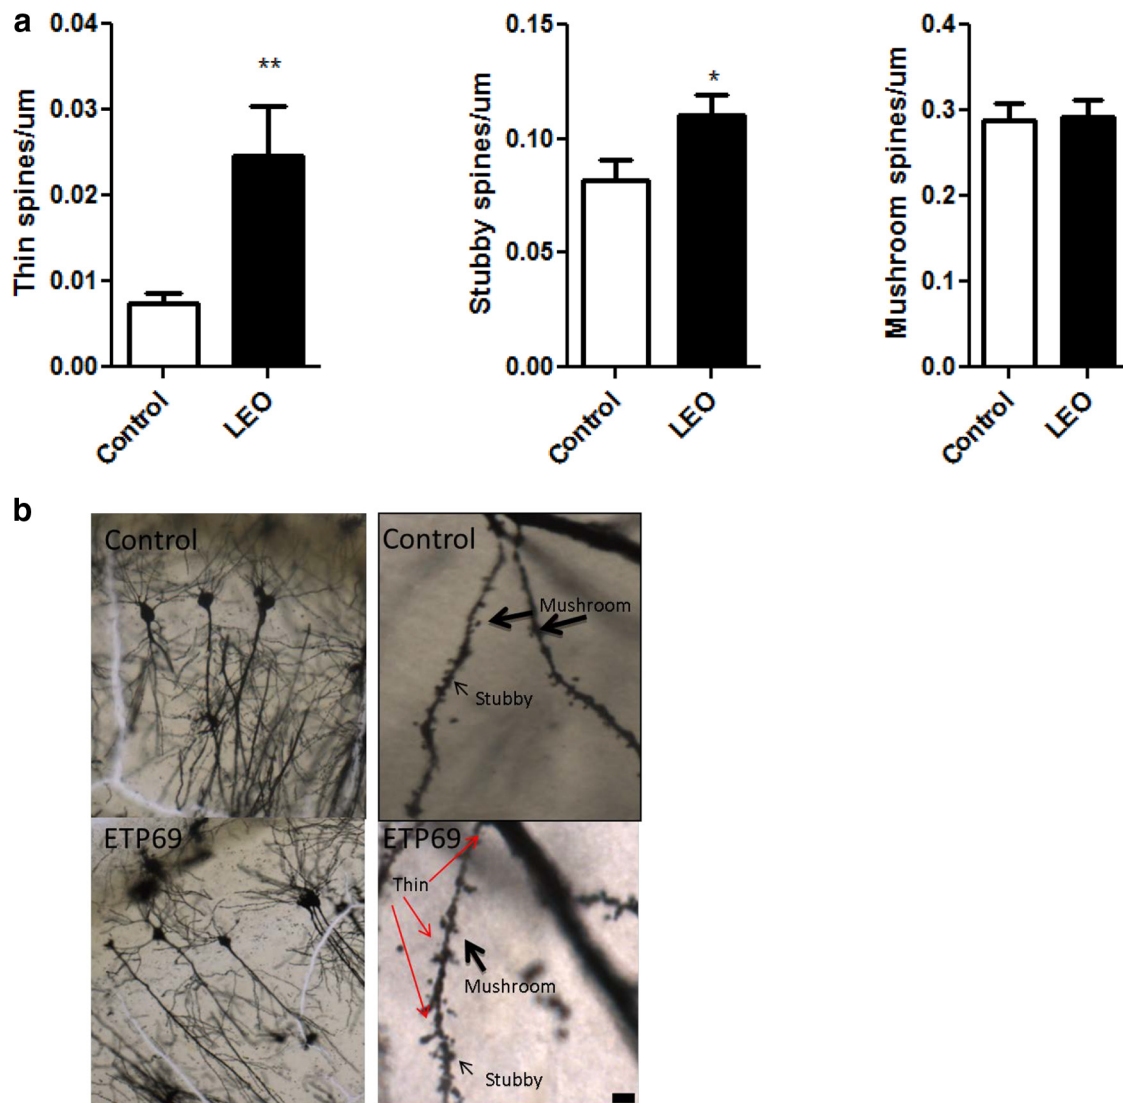 a
Thin spines/um
0.04
0.03
0.02
0.01
0.00
Control
LEO
**
Stubby spines/um
0.15
0.10
0.05
0.00
Control
LEO
*
Mushroom spines/um
0.4
0.3
0.2
0.1
0.0
Control
LEO
b
Control
Control
Mushroom
Stubby
ETP69
ETP69
Thin
Mushroom
Stubby